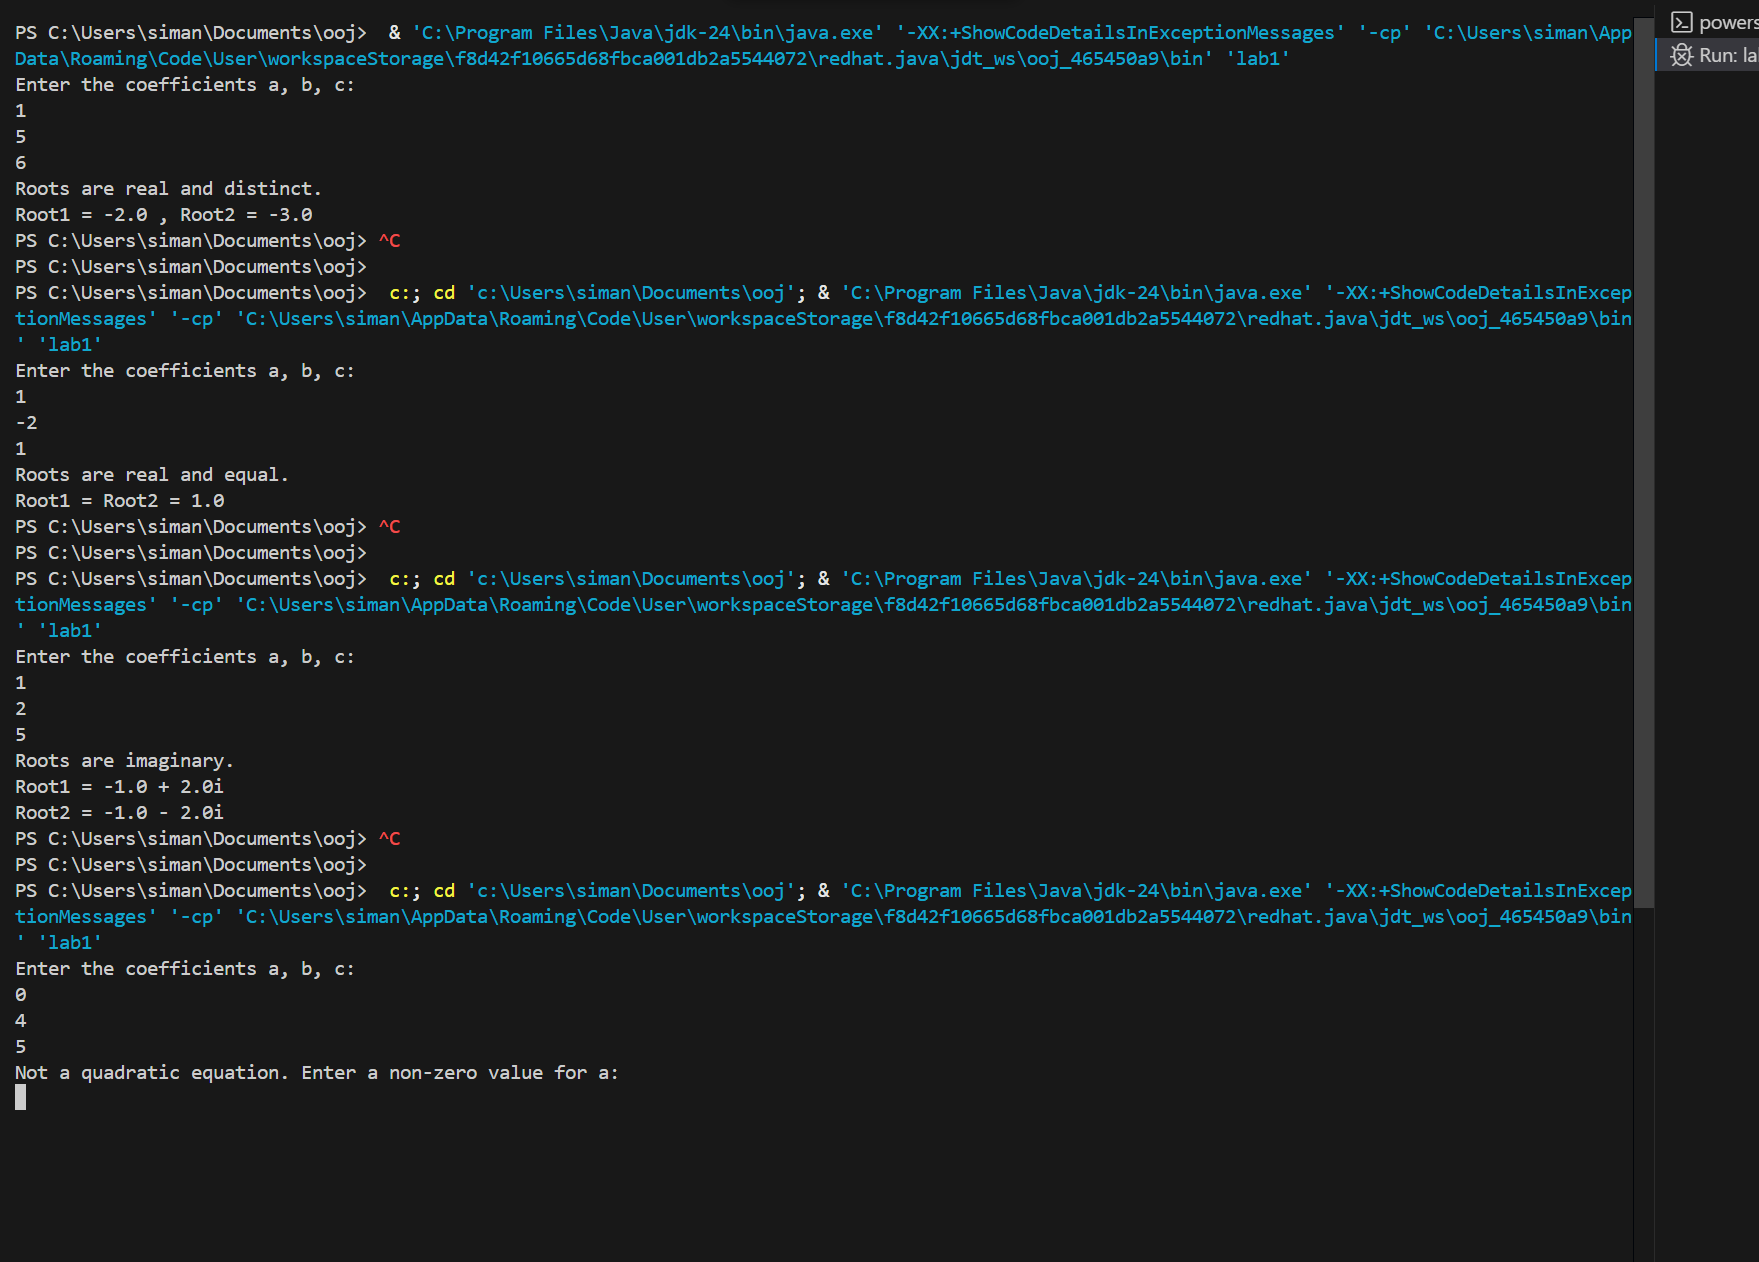 PS C:\Users\siman\Documents\ooj>  & 'C:\Program Files\Java\jdk-24\bin\java.exe' '-XX:+ShowCodeDetailsInExceptionMessages' '-cp' 'C:\Users\siman\App
Data\Roaming\Code\User\workspaceStorage\f8d42f10665d68fbca001db2a5544072\redhat.java\jdt_ws\ooj_465450a9\bin' 'lab1'
Enter the coefficients a, b, c:
1
5
6
Roots are real and distinct.
Root1 = -2.0 , Root2 = -3.0
PS C:\Users\siman\Documents\ooj> ^C
PS C:\Users\siman\Documents\ooj>
PS C:\Users\siman\Documents\ooj>  c:; cd 'c:\Users\siman\Documents\ooj'; & 'C:\Program Files\Java\jdk-24\bin\java.exe' '-XX:+ShowCodeDetailsInExcep
tionMessages' '-cp' 'C:\Users\siman\AppData\Roaming\Code\User\workspaceStorage\f8d42f10665d68fbca001db2a5544072\redhat.java\jdt_ws\ooj_465450a9\bin
' 'lab1'
Enter the coefficients a, b, c:
1
-2
1
Roots are real and equal.
Root1 = Root2 = 1.0
PS C:\Users\siman\Documents\ooj> ^C
PS C:\Users\siman\Documents\ooj>
PS C:\Users\siman\Documents\ooj>  c:; cd 'c:\Users\siman\Documents\ooj'; & 'C:\Program Files\Java\jdk-24\bin\java.exe' '-XX:+ShowCodeDetailsInExcep
tionMessages' '-cp' 'C:\Users\siman\AppData\Roaming\Code\User\workspaceStorage\f8d42f10665d68fbca001db2a5544072\redhat.java\jdt_ws\ooj_465450a9\bin
' 'lab1'
Enter the coefficients a, b, c:
1
2
5
Roots are imaginary.
Root1 = -1.0 + 2.0i
Root2 = -1.0 - 2.0i
PS C:\Users\siman\Documents\ooj> ^C
PS C:\Users\siman\Documents\ooj>
PS C:\Users\siman\Documents\ooj>  c:; cd 'c:\Users\siman\Documents\ooj'; & 'C:\Program Files\Java\jdk-24\bin\java.exe' '-XX:+ShowCodeDetailsInExcep
tionMessages' '-cp' 'C:\Users\siman\AppData\Roaming\Code\User\workspaceStorage\f8d42f10665d68fbca001db2a5544072\redhat.java\jdt_ws\ooj_465450a9\bin
' 'lab1'
Enter the coefficients a, b, c:
0
4
5
Not a quadratic equation. Enter a non-zero value for a:
powers
Run: la